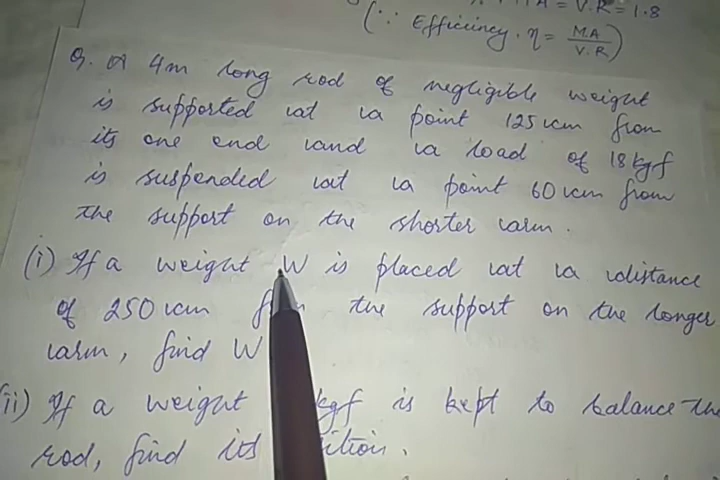 = V.R = 1.8
(∵ Efficiency, η = MA/V.R)
Q. A 4m long rod of negligible weight
is supported at a point 125 cm from
its one end and a load of 18 kgf
is suspended at a point 60 cm from
the support on the shorter arm.
(i) If a weight W is placed at a distance
of 250 cm the support on the longer
arm, find W
(ii) If a weight kgf is kept to balance the
rod, find its